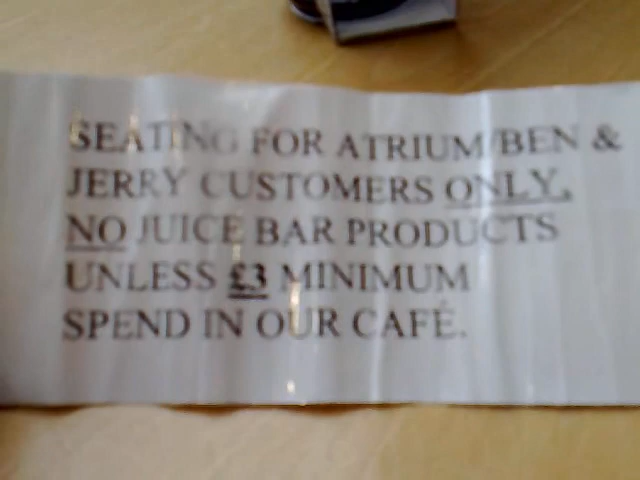 SEATING FOR ATRIUM/BEN &
JERRY CUSTOMERS ONLY.
NO JUICE BAR PRODUCTS
UNLESS £3 MINIMUM
SPEND IN OUR CAFÉ.